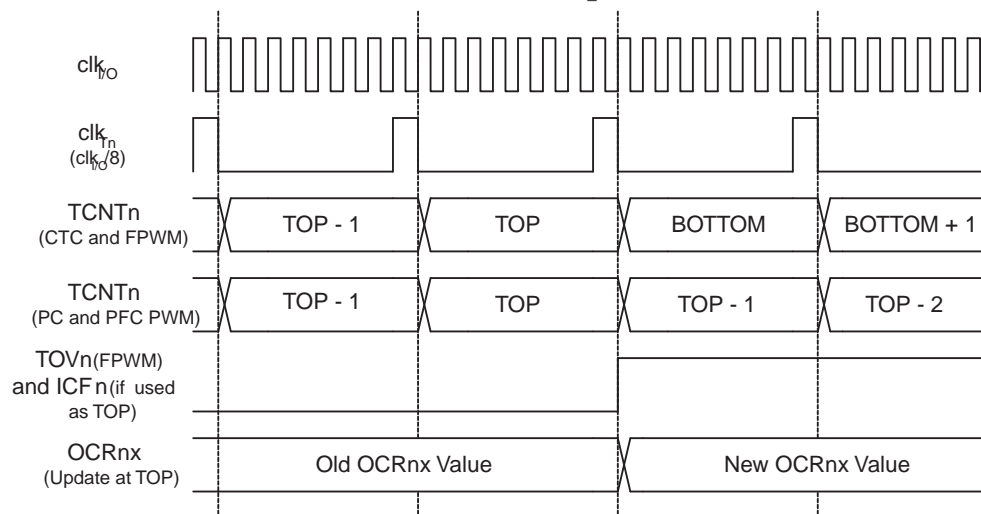 clkI/O
clkTn
(clkI/O/8)
TCNTn
(CTC and FPWM)
TOP - 1
TOP
BOTTOM
BOTTOM + 1
TCNTn
(PC and PFC PWM)
TOP - 1
TOP
TOP - 1
TOP - 2
TOVn(FPWM)
and ICFn(if used
as TOP)
OCRnx
(Update at TOP)
Old OCRnx Value
New OCRnx Value